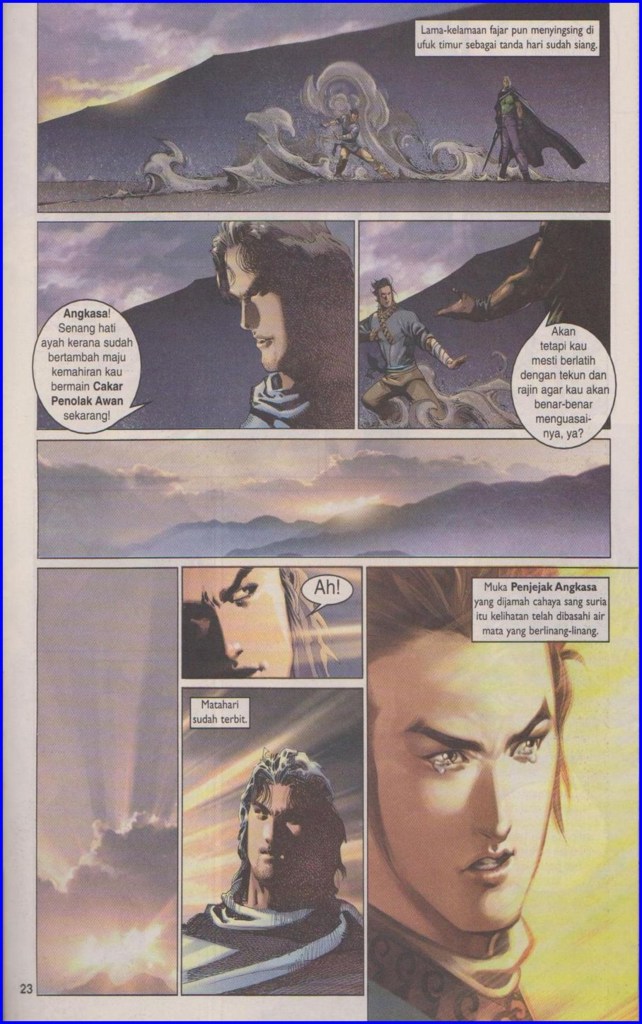 Lama-kelamaan fajar pun menyingsing di
ufuk timur sebagai tanda hari sudah siang.
Angkasa!
Senang hati
ayah kerana sudah
bertambah maju
kemahiran kau
bermain Cakar
Penolak Awan
sekarang!
Akan
tetapi kau
mesti berlatih
dengan tekun dan
rajin agar kau akan
benar-benar
menguasai-
nya, ya?
Ah!
Matahari
sudah terbit.
Muka Penjejak Angkasa
yang dijamah cahaya sang suria
itu kelihatan telah dibasahi air
mata yang berlinang-linang.
23